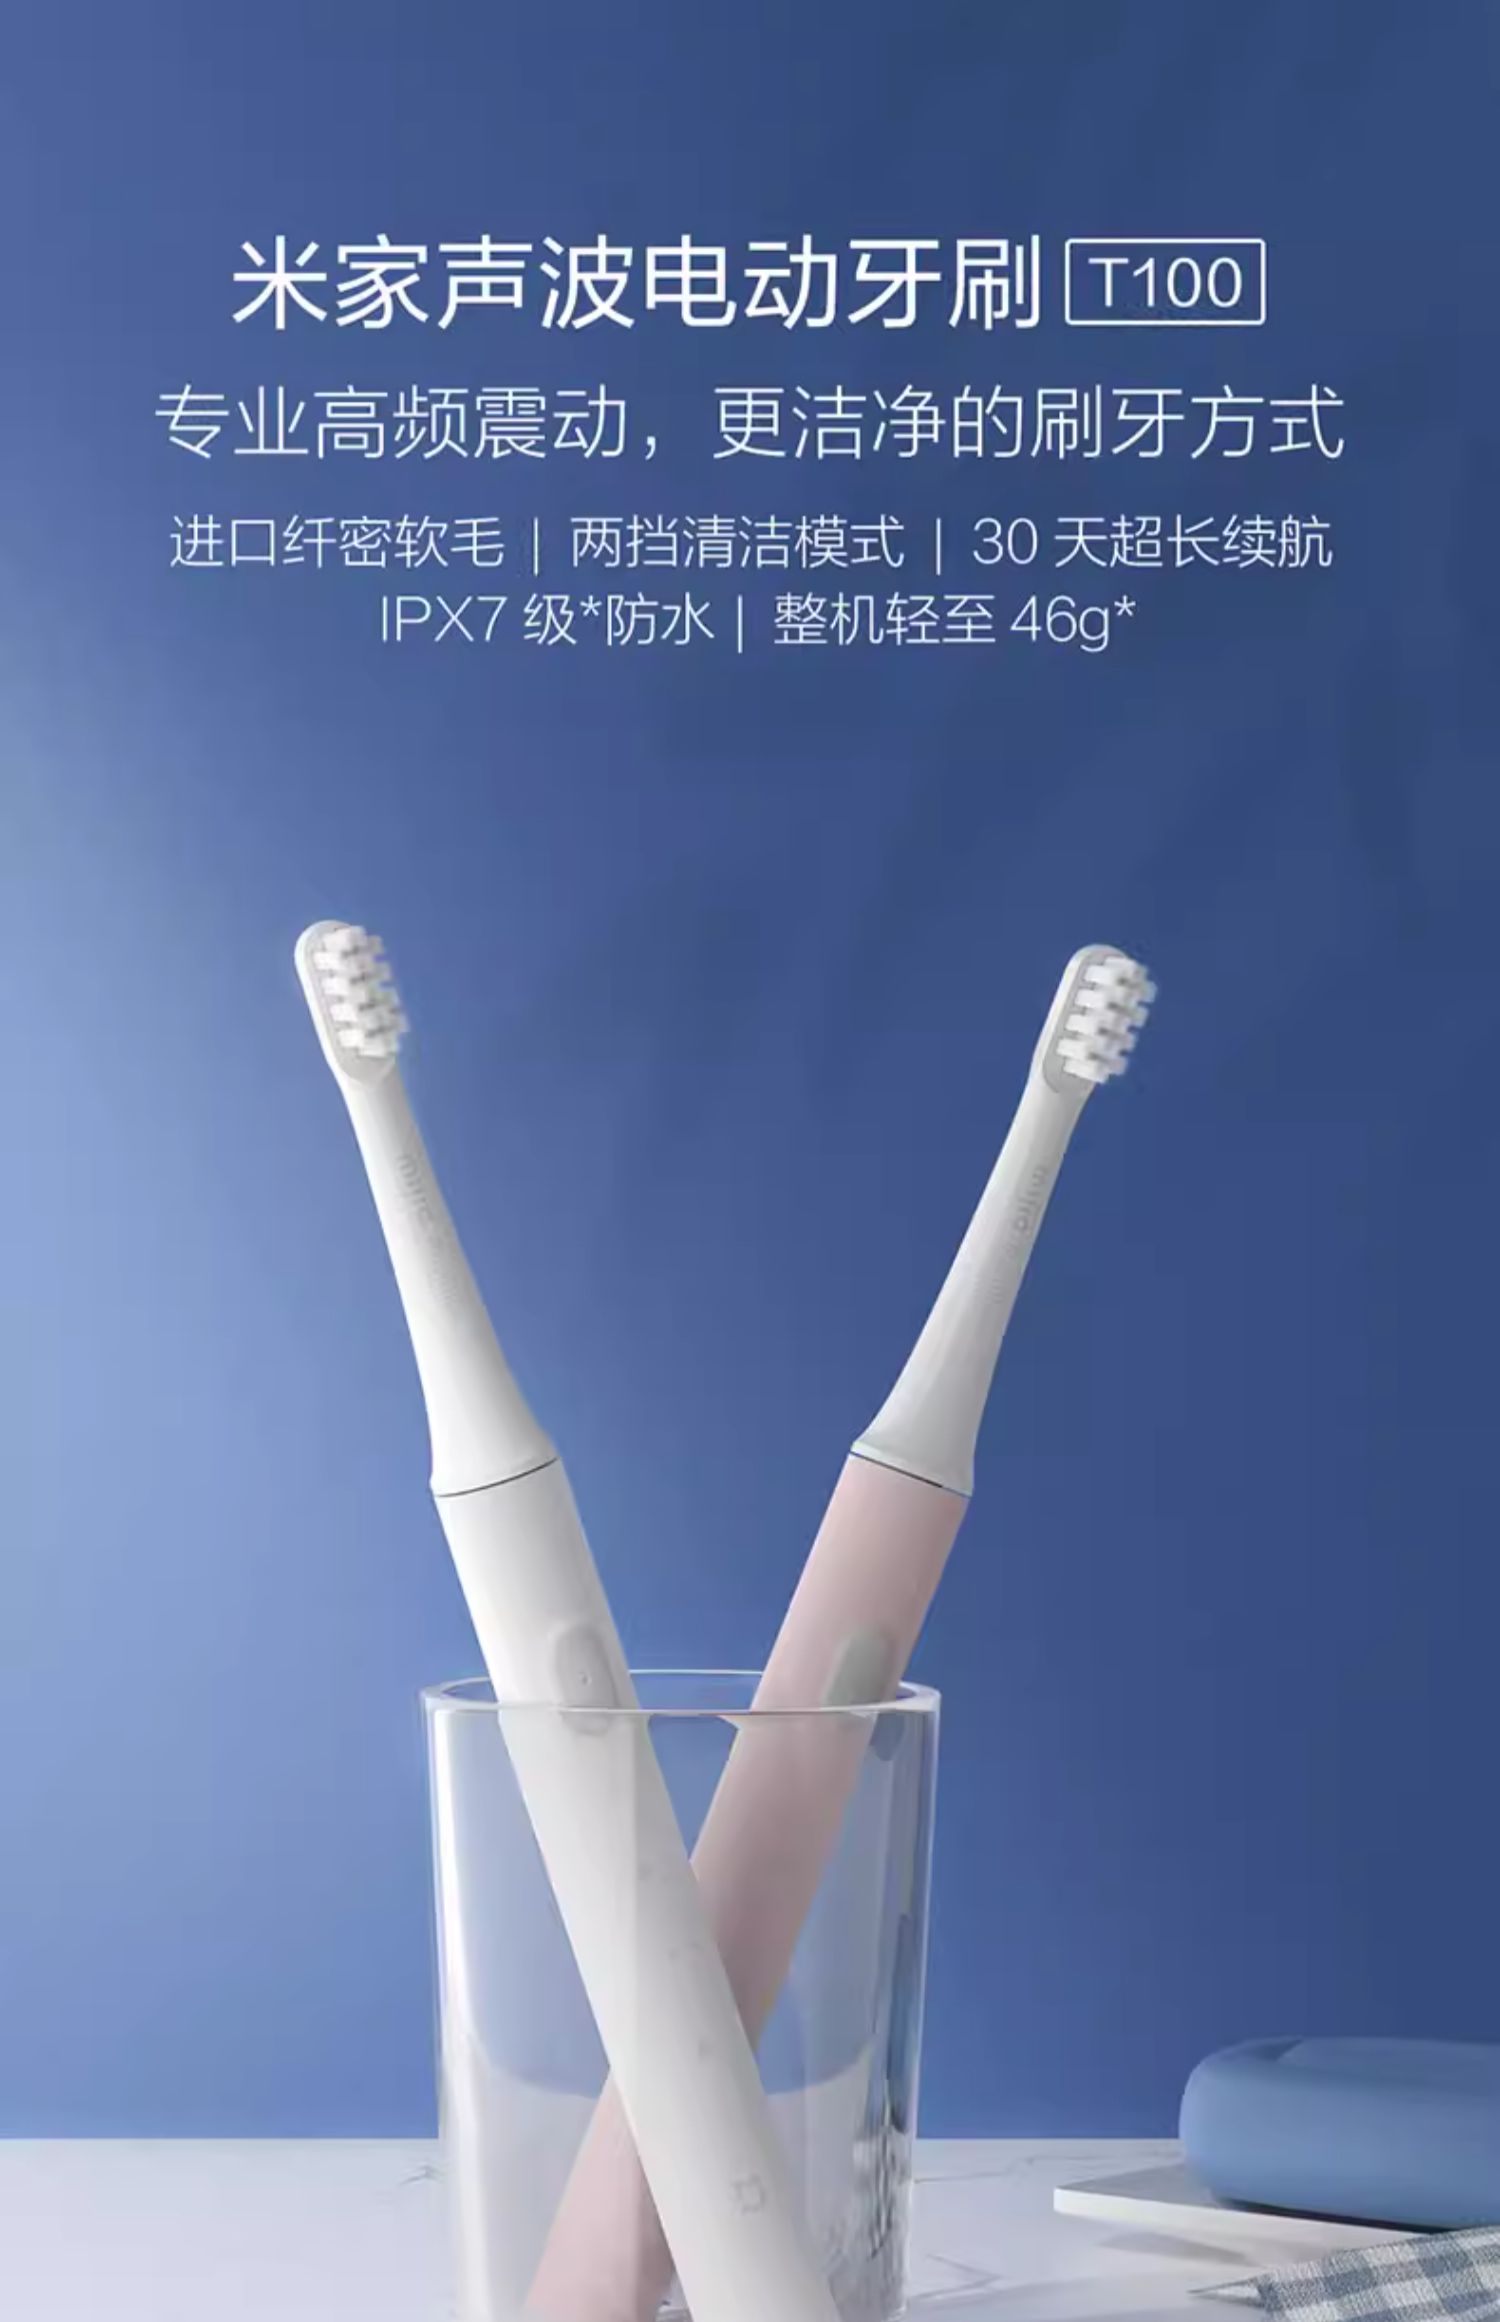 米家声波电动牙刷 T100
专业高频震动，更洁净的刷牙方式
进口纤密软毛 | 两挡清洁模式 | 30 天超长续航
IPX7 级*防水 | 整机轻至 46g*
mijia
mijia